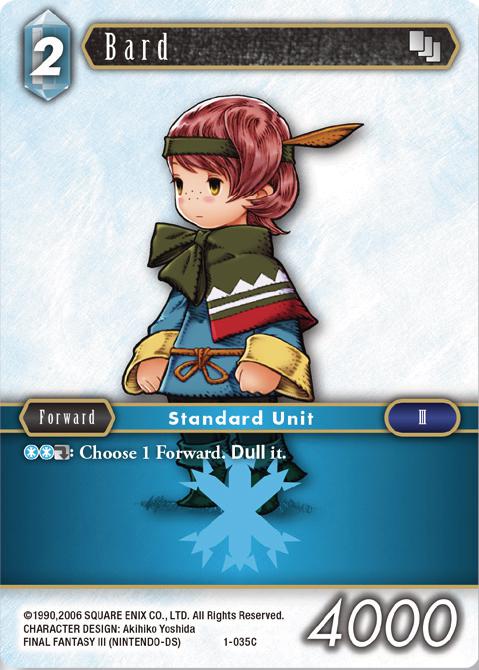 2
Bard
Forward
Standard Unit
III
: Choose 1 Forward. Dull it.
©1990,2006 SQUARE ENIX CO., LTD. All Rights Reserved.
CHARACTER DESIGN: Akihiko Yoshida
FINAL FANTASY III (NINTENDO-DS)
1-035C
4000